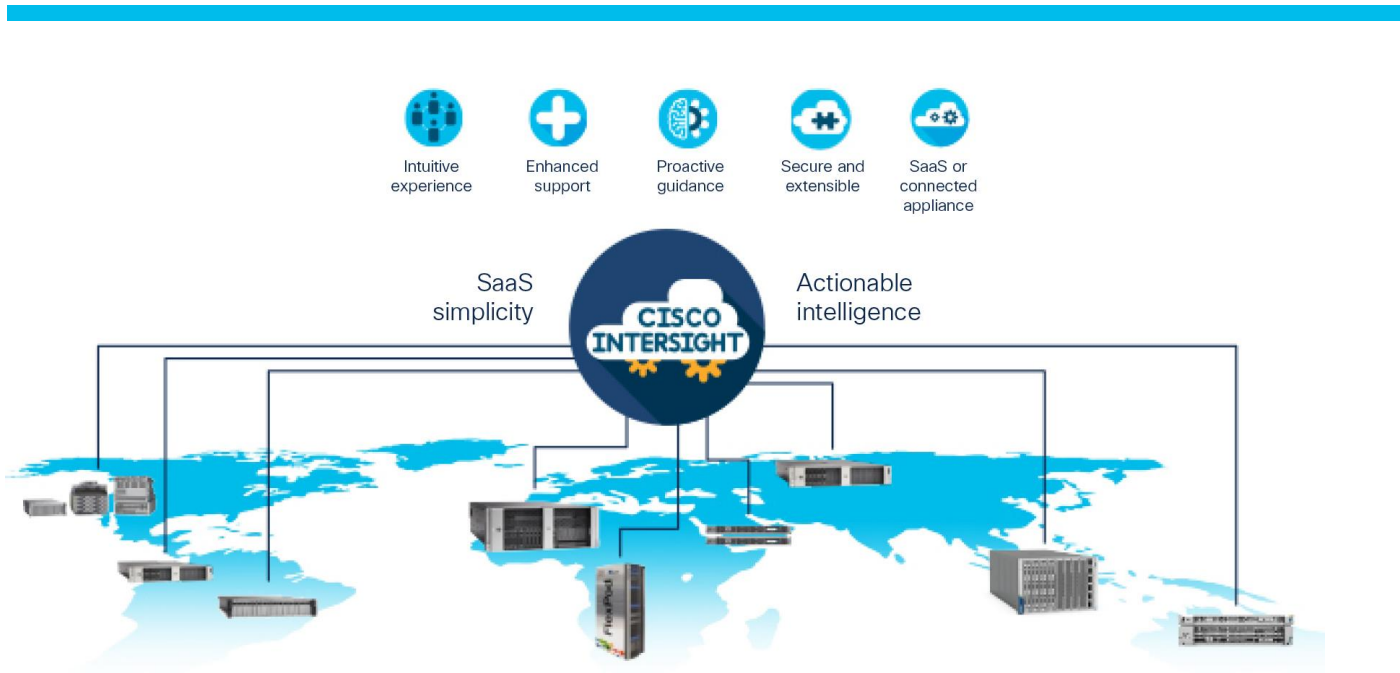 Intuitive
experience
Enhanced
support
Proactive
guidance
Secure and
extensible
SaaS or
connected
appliance
SaaS
simplicity
CISCO
INTERSIGHT
Actionable
intelligence
FlexPod